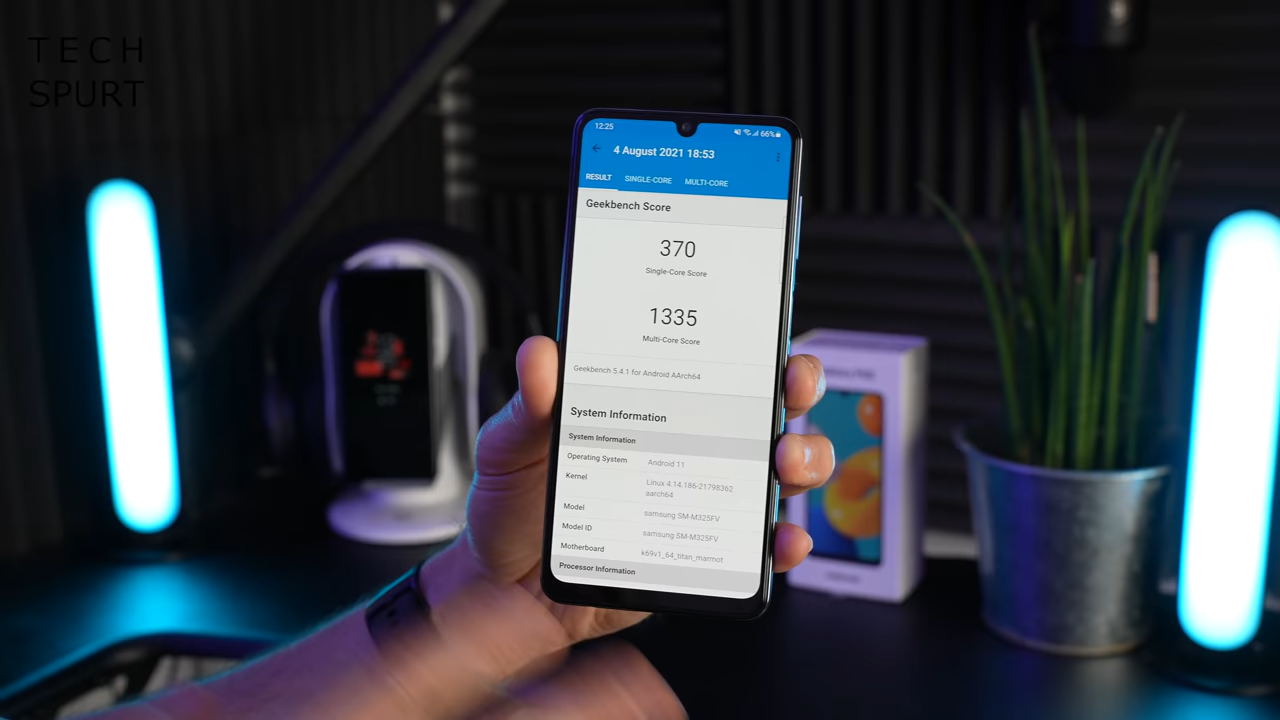 TECH
SPURT
12:25
66%
4 August 2021 18:53
RESULT SINGLE-CORE MULTI-CORE
Geekbench Score
370
Single-Core Score
1335
Multi-Core Score
Geekbench 5.4.1 for Android AArch64
System Information
System Information
Operating System Android 11
Kernel Linux 4.14.186-21798362
aarch64
Model samsung SM-M325FV
Model ID samsung SM-M325FV
Motherboard k69v1_64_titan_marmot
Processor Information